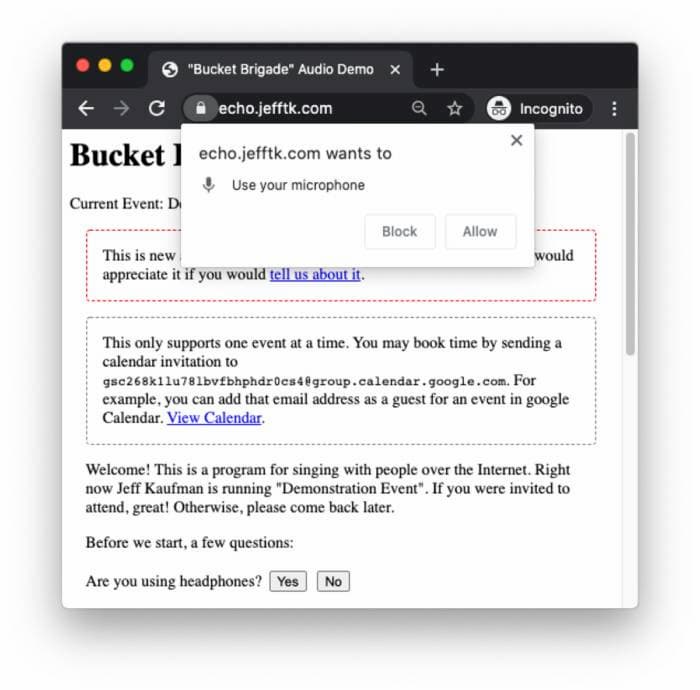 "Bucket Brigade" Audio Demo
echo.jefftk.com
Incognito
Bucket
echo.jefftk.com wants to
Use your microphone
Block
Allow
Current Event:
This is new
would
appreciate it if you would tell us about it.
This only supports one event at a time. You may book time by sending a
calendar invitation to
gsc268k1lu78lbvfbhphdr0cs4@group.calendar.google.com. For
example, you can add that email address as a guest for an event in google
Calendar. View Calendar.
Welcome! This is a program for singing with people over the Internet. Right
now Jeff Kaufman is running "Demonstration Event". If you were invited to
attend, great! Otherwise, please come back later.
Before we start, a few questions:
Are you using headphones? Yes No